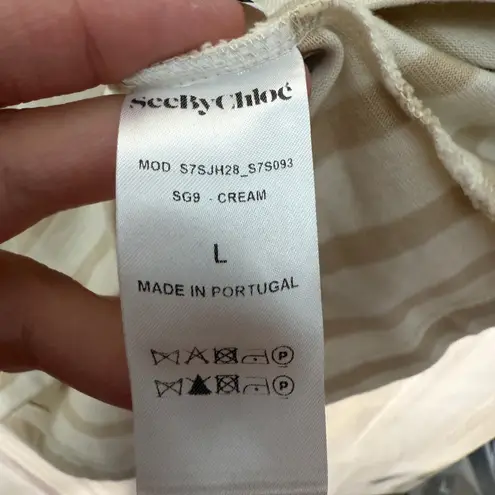 SeeByChloé
MOD S7SJH28_S7S093
SG9 - CREAM
L
MADE IN PORTUGAL
P
P